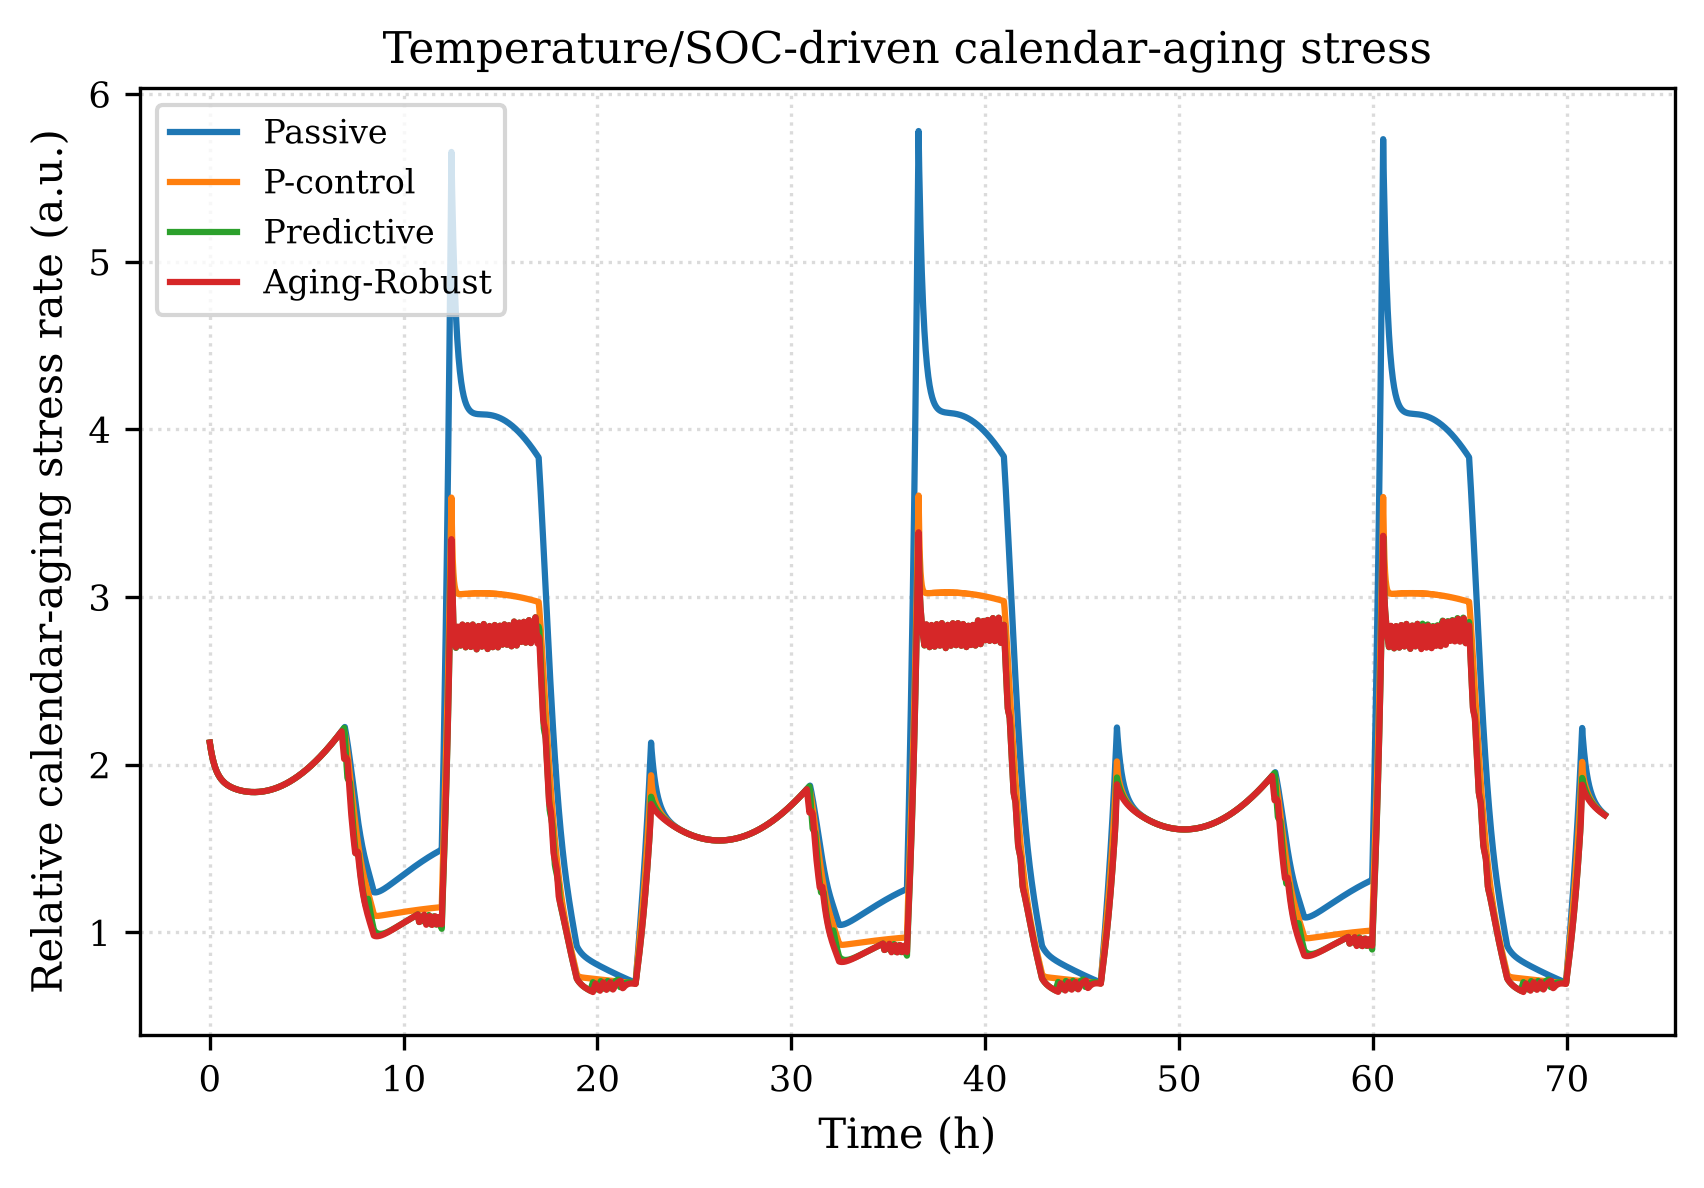 Temperature/SOC-driven calendar-aging stress
Relative calendar-aging stress rate (a.u.)
6
5
4
3
2
1
Passive
P-control
Predictive
Aging-Robust
0 10 20 30 40 50 60 70
Time (h)